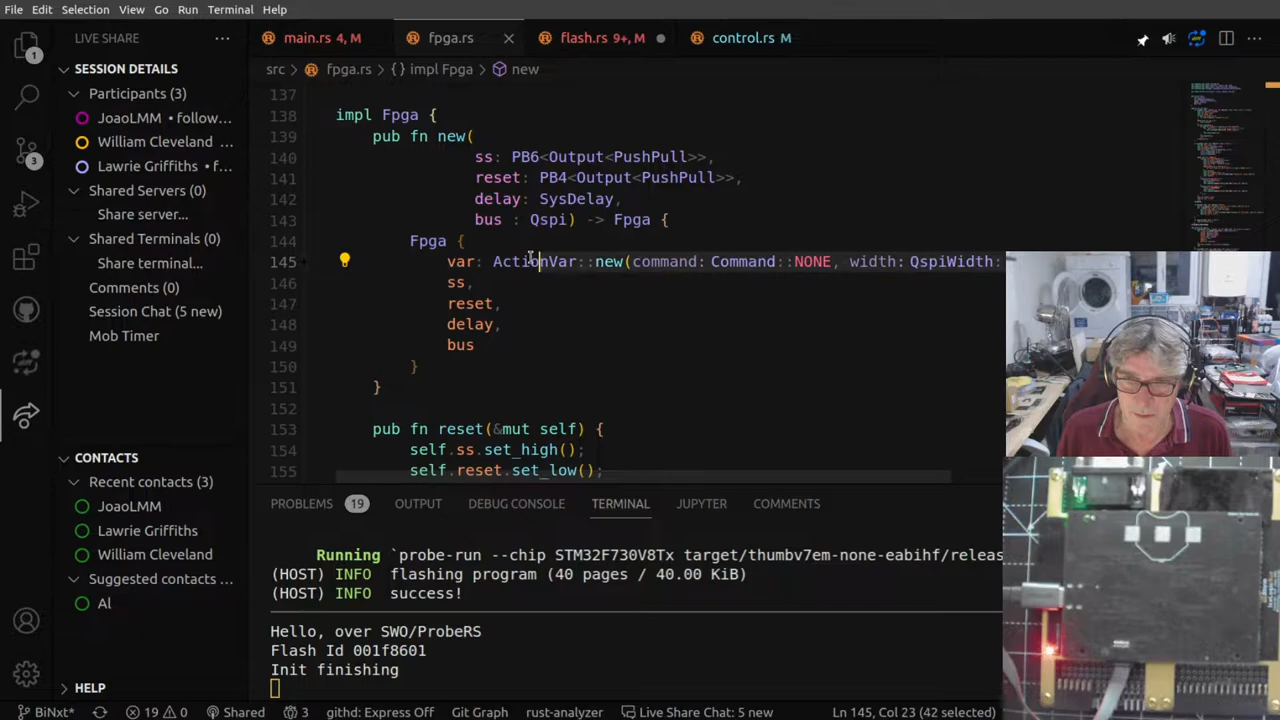 File Edit Selection View Go Run Terminal Help
LIVE SHARE ···
main.rs 4, M
fpga.rs
flash.rs 9+, M
control.rs M
1
3
SESSION DETAILS
Participants (3)
JoaoLMM • follow...
William Cleveland ...
Lawrie Griffiths • f...
Shared Servers (0)
Share server...
Shared Terminals (0)
Share terminal...
Comments (0)
Session Chat (5 new)
Mob Timer
CONTACTS
Recent contacts (3)
JoaoLMM
Lawrie Griffiths
William Cleveland
Suggested contacts ...
Al
HELP
src > fpga.rs > {} impl Fpga > new
137
138 impl Fpga {
139 pub fn new(
140 ss: PB6<Output<PushPull>>,
141 reset: PB4<Output<PushPull>>,
142 delay: SysDelay,
143 bus : Qspi) -> Fpga {
144 Fpga {
145 var: ActionVar::new(command: Command::NONE, width: QspiWidth:
146 ss,
147 reset,
148 delay,
149 bus
150 }
151 }
152
153 pub fn reset(&mut self) {
154 self.ss.set_high();
155 self.reset.set_low();
PROBLEMS 19 OUTPUT DEBUG CONSOLE TERMINAL JUPYTER COMMENTS
Running `probe-run --chip STM32F730V8Tx target/thumbv7em-none-eabihf/releas
(HOST) INFO flashing program (40 pages / 40.00 KiB)
(HOST) INFO success!
Hello, over SWO/ProbeRS
Flash Id 001f8601
Init finishing
BiNxt* 19 0 Shared 3 githd: Express Off Git Graph rust-analyzer Live Share Chat: 5 new Ln 145, Col 23 (42 selected)